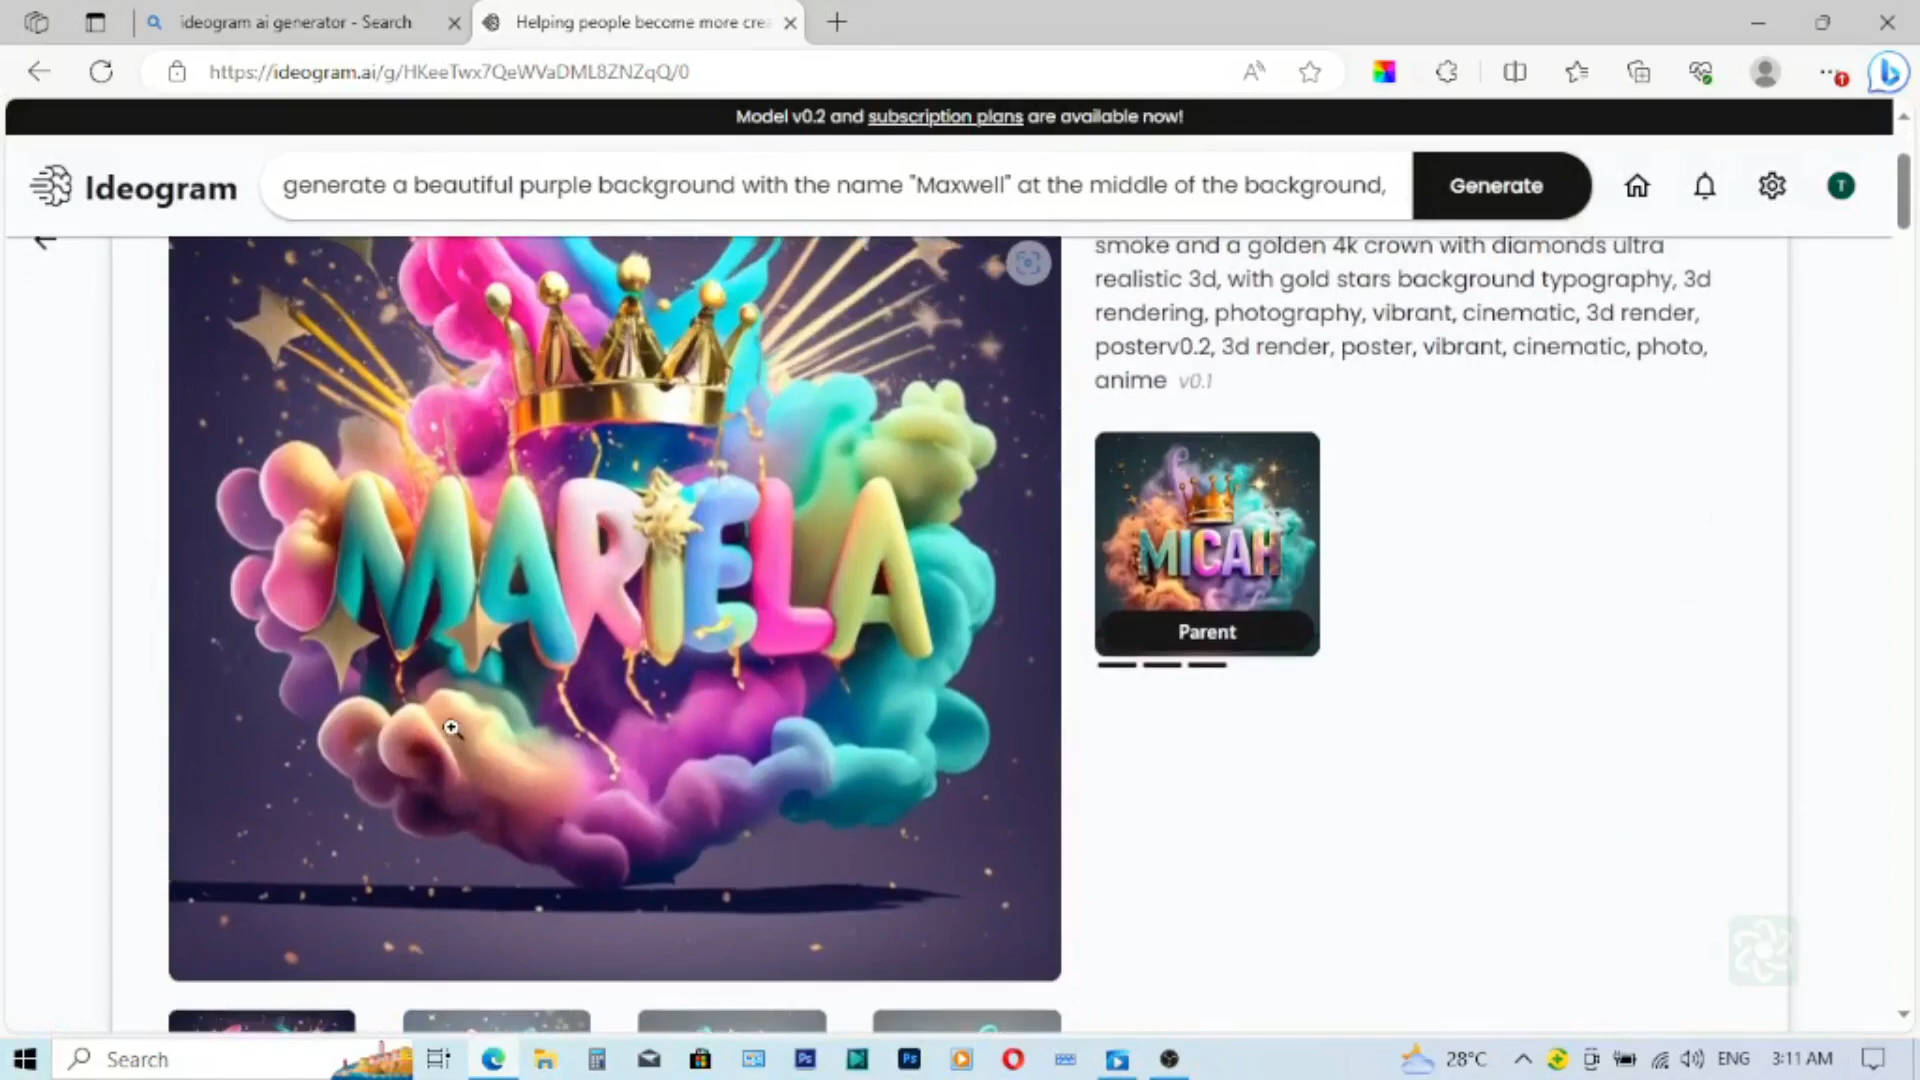 ideogram ai generator - Search
Helping people become more crea
https://ideogram.ai/g/HKeeTwx7QeWVaDML8ZNZqQ/0
Model v0.2 and subscription plans are available now!
Ideogram
generate a beautiful purple background with the name "Maxwell" at the middle of the background,
Generate
T
smoke and a golden 4k crown with diamonds ultra
realistic 3d, with gold stars background typography, 3d
rendering, photography, vibrant, cinematic, 3d render,
posterv0.2, 3d render, poster, vibrant, cinematic, photo,
anime v0.1
MARIELA
MICAH
Parent
Search
Ps
Ps
28°C
ENG
3:11 AM